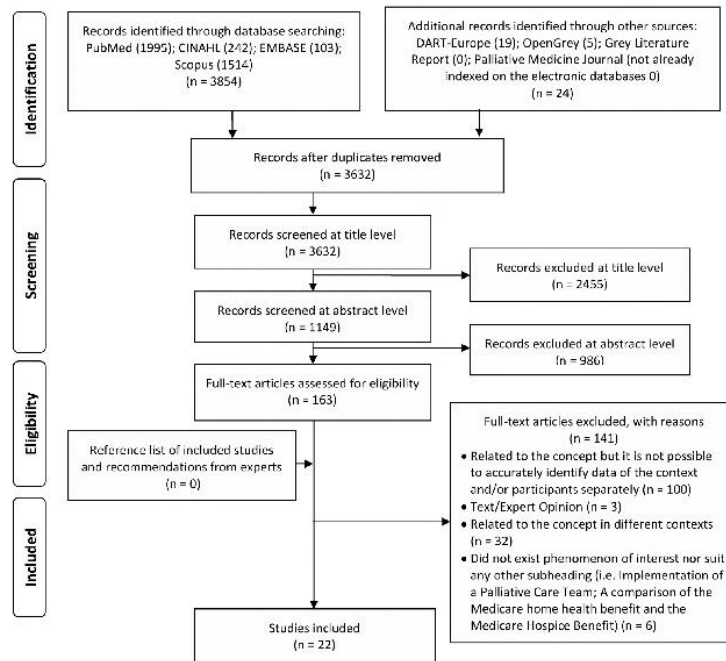 Identification
Records identified through database searching:
PubMed (1995); CINAHL (242); EMBASE (103);
Scopus (1514)
n = 3854
Additional records identified through other sources:
DART-Europe (19); OpenGrey (5); Grey Literature
Report (0); Palliative Medicine Journal (not already
indexed on the electronic databases 0)
(n = 24)
Records after duplicates removed
(n = 3632)
Screening
Records screened at title level
(n = 3632)
Records excluded at title level
(n = 2455)
Records screened at abstract level
(n = 1149)
Records excluded at abstract level
(n = 986)
Eligibility
Full-text articles assessed for eligibility
(n = 163)
Reference list of included studies
and recommendations from experts
(n = 0)
Full-text articles excluded, with reasons
(n = 141)
• Related to the concept but it is not possible
to accurately identify data of the context
and/or participants separately (n = 100)
• Text/Expert Opinion (n = 3)
• Related to the concept in different contexts
(n = 32)
• Did not exist phenomenon of interest nor suit
any other subheading (i.e. Implementation of
a Palliative Care Team; A comparison of the
Medicare home health benefit and the
Medicare Hospice Benefit) (n = 6)
Included
Studies included
(n = 22)